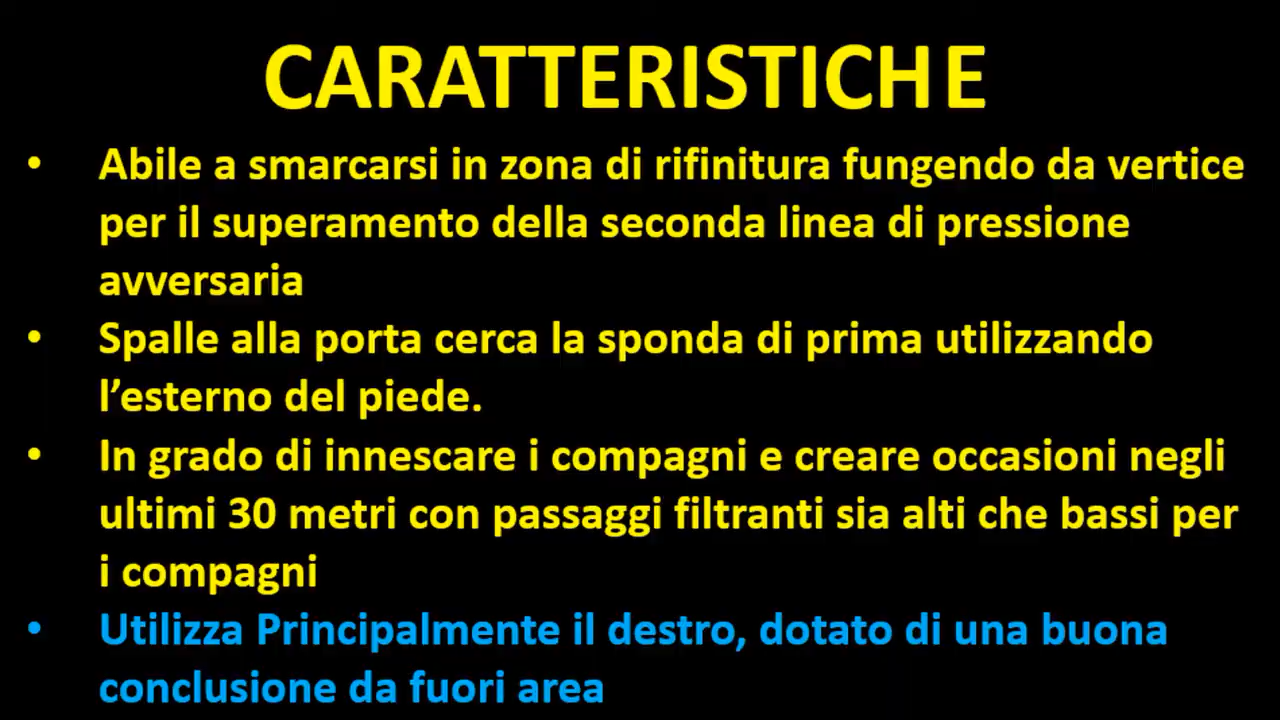 CARATTERISTICHE
• Abile a smarcarsi in zona di rifinitura fungendo da vertice
per il superamento della seconda linea di pressione
avversaria
• Spalle alla porta cerca la sponda di prima utilizzando
l’esterno del piede.
• In grado di innescare i compagni e creare occasioni negli
ultimi 30 metri con passaggi filtranti sia alti che bassi per
i compagni
• Utilizza Principalmente il destro, dotato di una buona
conclusione da fuori area